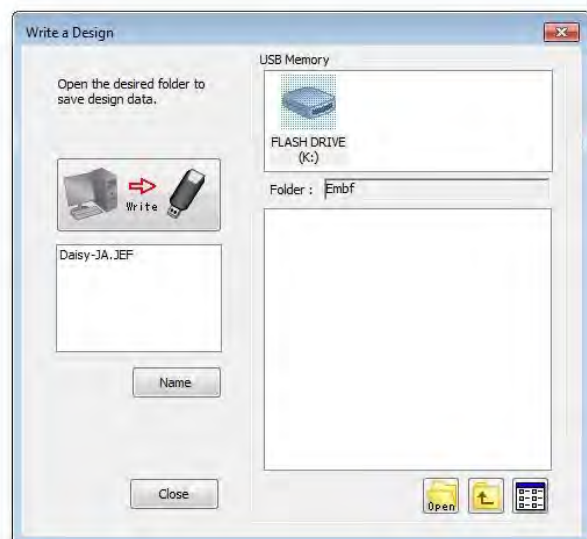 Write a Design
Open the desired folder to
save design data.
Write
Daisy-JA.JEF
Name
Close
USB Memory
FLASH DRIVE
(K:)
Folder : Embf
Open